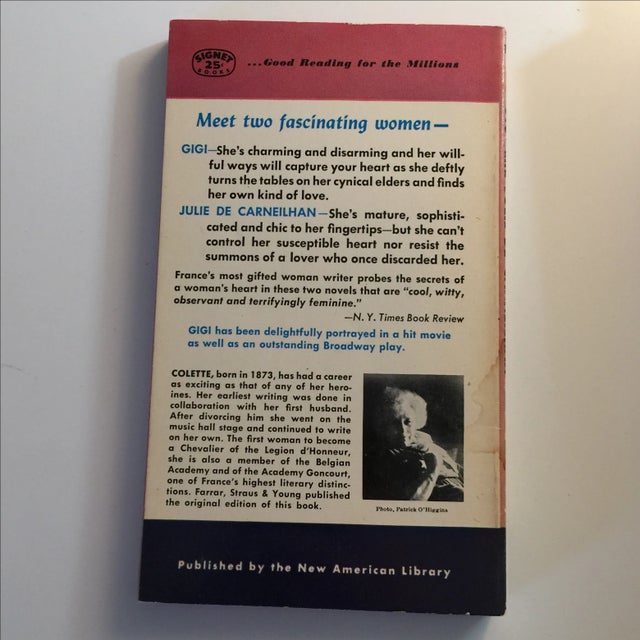 SIGNET
25¢
BOOKS
...Good Reading for the Millions
Meet two fascinating women—
GIGI—She's charming and disarming and her will-
ful ways will capture your heart as she deftly
turns the tables on her cynical elders and finds
her own kind of love.
JULIE DE CARNEILHAN—She's mature, sophisti-
cated and chic to her fingertips—but she can't
control her susceptible heart nor resist the
summons of a lover who once discarded her.
France's most gifted woman writer probes the secrets of
a woman's heart in these two novels that are "cool, witty,
observant and terrifyingly feminine."
—N. Y. Times Book Review
GIGI has been delightfully portrayed in a hit movie
as well as an outstanding Broadway play.
COLETTE, born in 1873, has had a career
as exciting as that of any of her hero-
ines. Her earliest writing was done in
collaboration with her first husband.
After divorcing him she went on the
music hall stage and continued to write
on her own. The first woman to become
a Chevalier of the Legion d'Honneur,
she is also a member of the Belgian
Academy and of the Academy Goncourt,
one of France's highest literary distinc-
tions. Farrar, Straus & Young published
the original edition of this book.
Photo, Patrick O'Higgins
Published by the New American Library